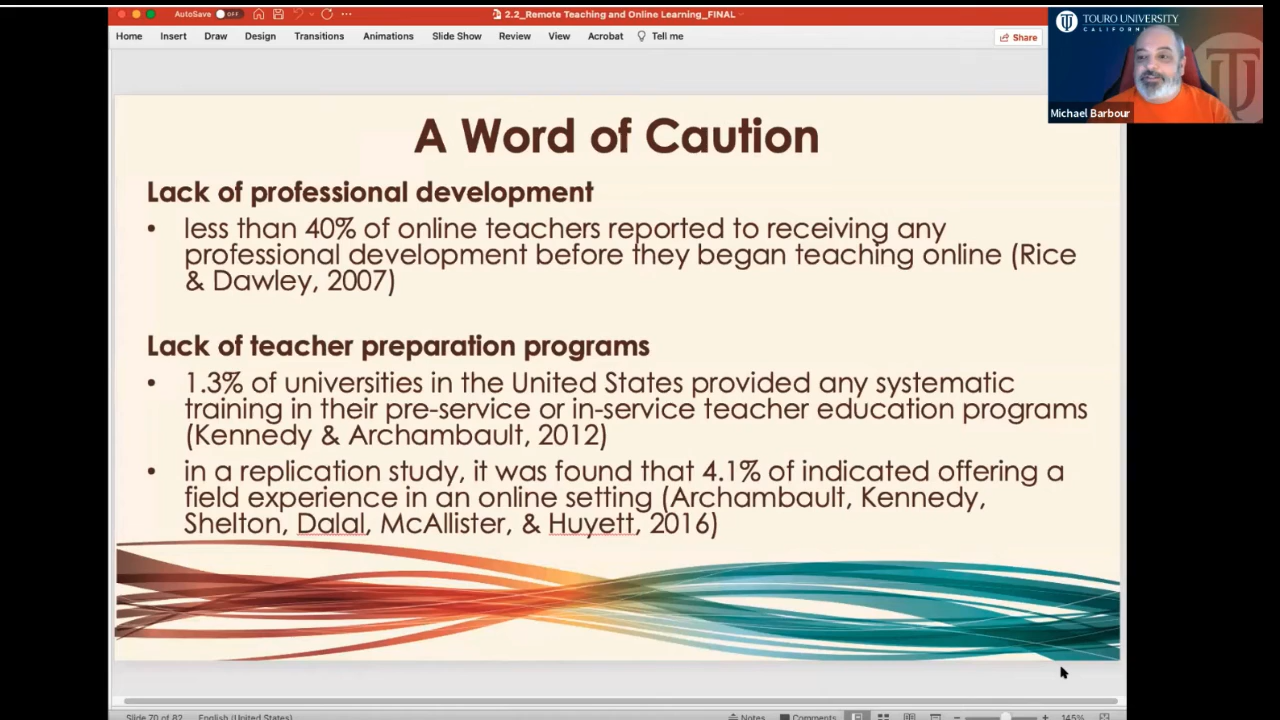 AutoSave OFF
2.2_Remote Teaching and Online Learning_FINAL
Home Insert Draw Design Transitions Animations Slide Show Review View Acrobat Tell me
Share
TOURO UNIVERSITY
CALIFORNIA
Michael Barbour
A Word of Caution
Lack of professional development
• less than 40% of online teachers reported to receiving any
professional development before they began teaching online (Rice
& Dawley, 2007)
Lack of teacher preparation programs
• 1.3% of universities in the United States provided any systematic
training in their pre-service or in-service teacher education programs
(Kennedy & Archambault, 2012)
• in a replication study, it was found that 4.1% of indicated offering a
field experience in an online setting (Archambault, Kennedy,
Shelton, Dalal, McAllister, & Huyett, 2016)
Slide 70 of 82 English (United States) Notes Comments 145%